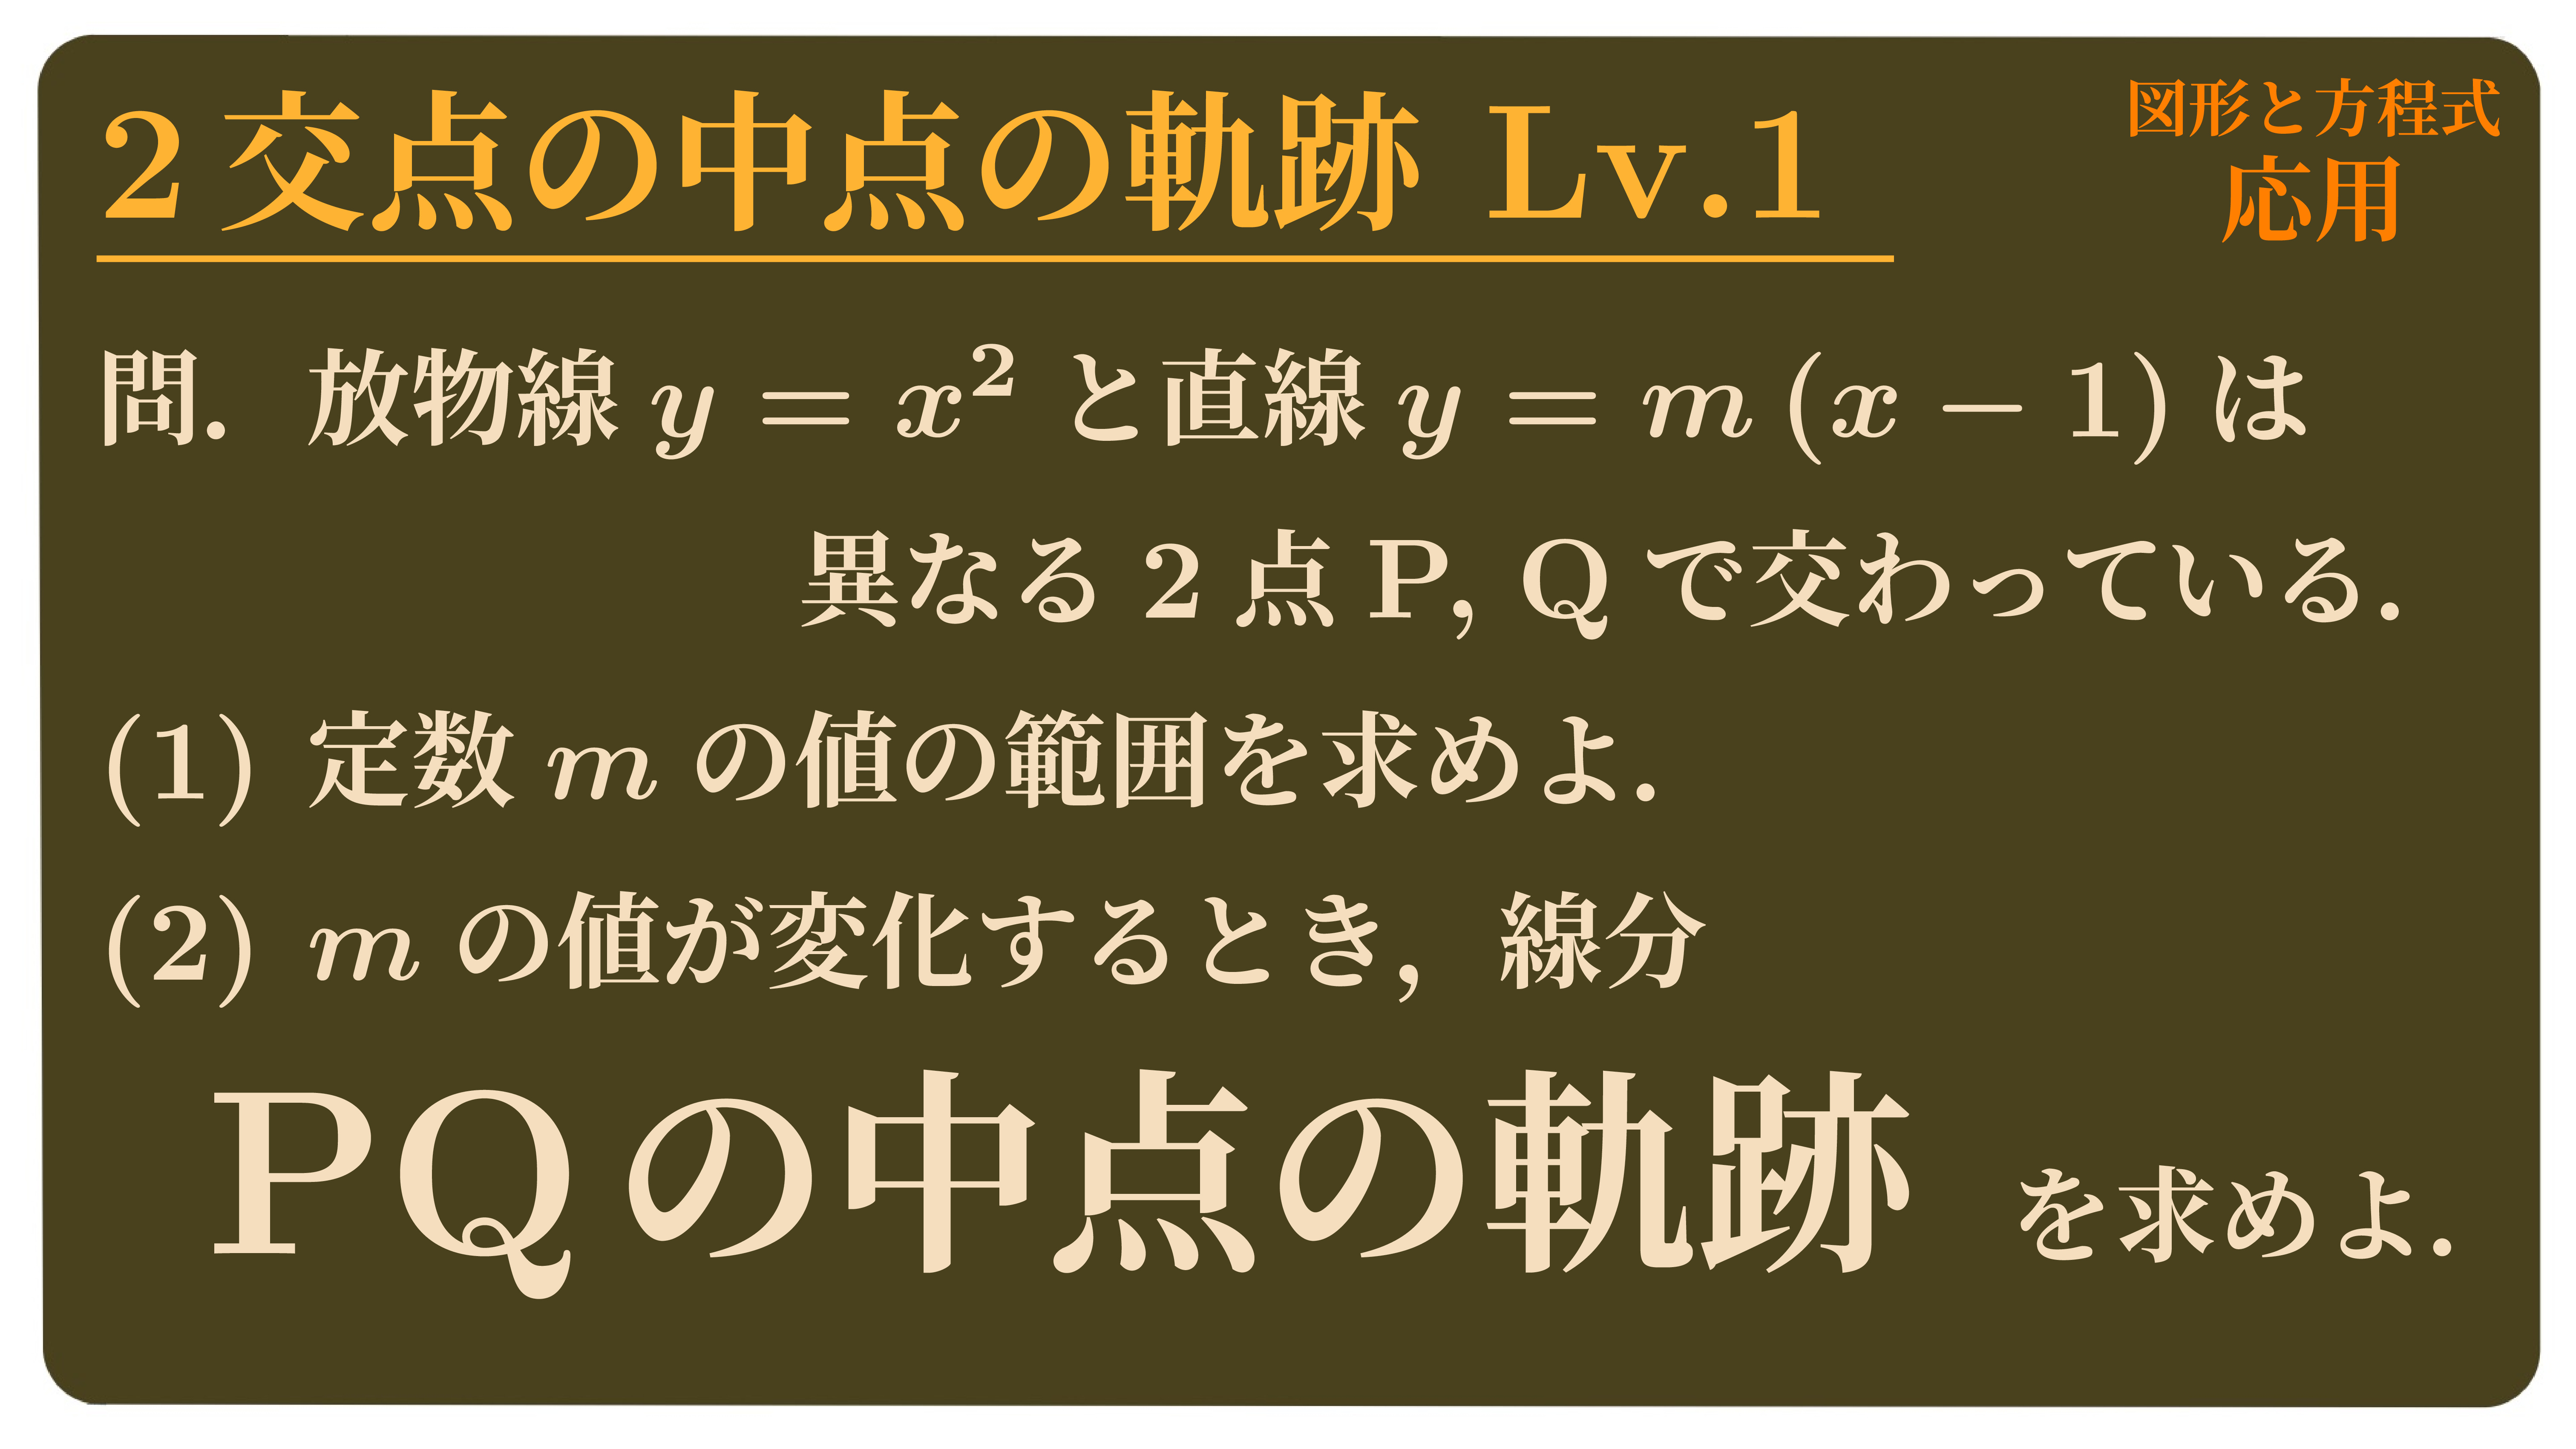 2交点の中点の軌跡 Lv.1
図形と方程式
応用
問. 放物線 y = x² と直線 y = m (x − 1) は
異なる 2 点 P, Q で交わっている.
(1) 定数 m の値の範囲を求めよ.
(2) m の値が変化するとき, 線分
PQの中点の軌跡 を求めよ.